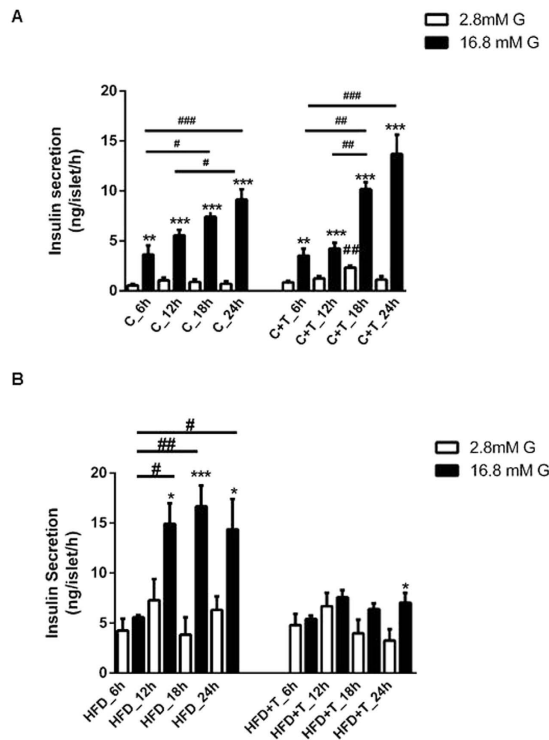 A
2.8mM G
16.8 mM G
Insulin secretion
(ng/islet/h)
20
15
10
5
0
###
#
#
** *** *** ***
###
##
##
** *** ## *** ***
C_6h C_12h C_18h C_24h C+T_6h C+T_12h C+T_18h C+T_24h
B
2.8mM G
16.8 mM G
Insulin Secretion
(ng/islet/h)
20
15
10
5
0
#
##
#
* *** * *
HFD_6h HFD_12h HFD_18h HFD_24h HFD+T_6h HFD+T_12h HFD+T_18h HFD+T_24h